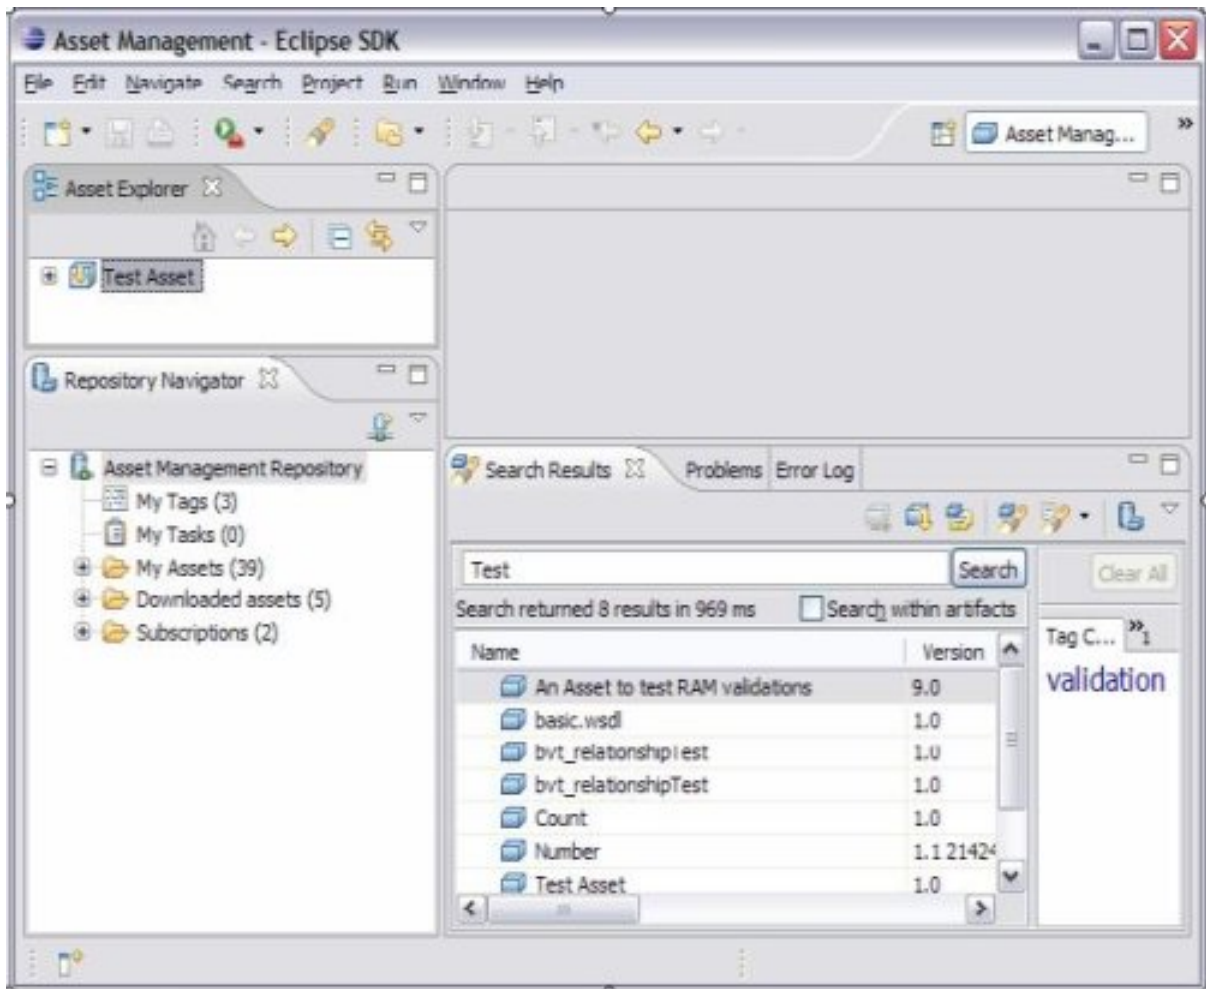 Asset Management - Eclipse SDK
File Edit Navigate Search Project Run Window Help
Asset Manag... »
Asset Explorer
Test Asset
Repository Navigator
Asset Management Repository
My Tags (3)
My Tasks (0)
My Assets (39)
Downloaded assets (5)
Subscriptions (2)
Search Results Problems Error Log
Test Search Clear All
Search returned 8 results in 969 ms Search within artifacts
Tag C... »1
validation
Name Version
An Asset to test RAM validations 9.0
basic.wsdl 1.0
bvt_relationshipTest 1.0
bvt_relationshipTest 1.0
Count 1.0
Number 1.1 21424
Test Asset 1.0